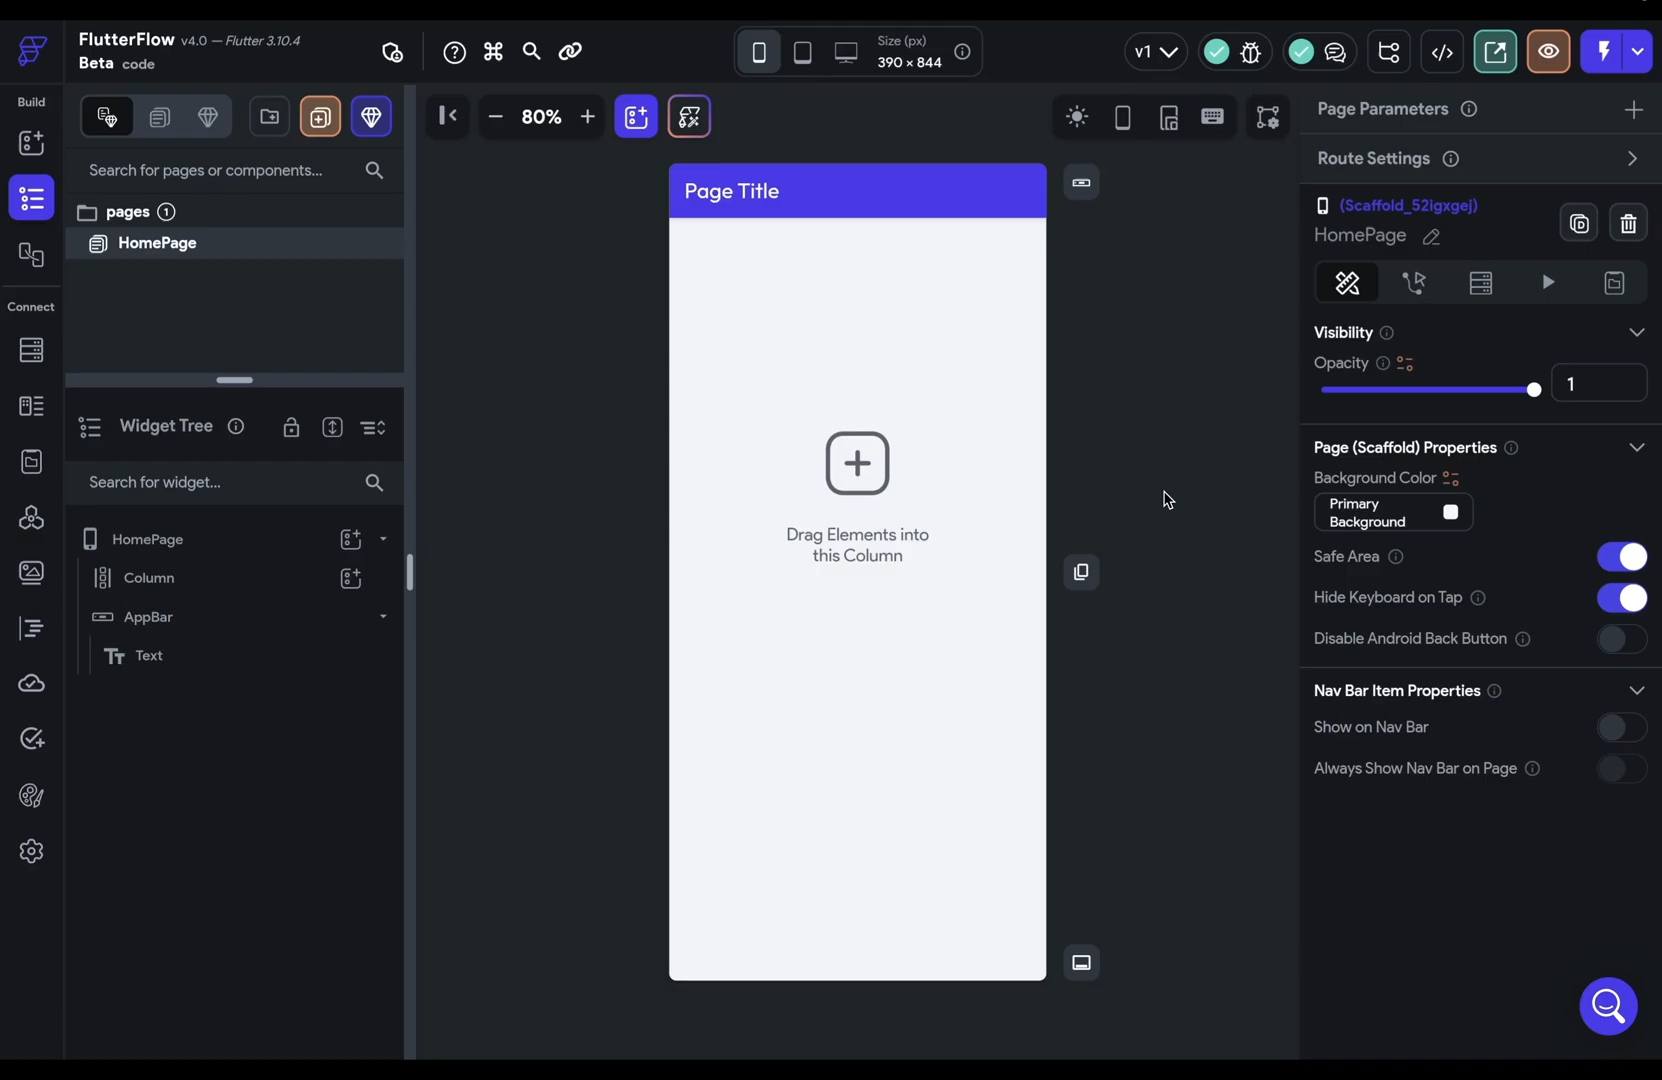 FlutterFlow v4.0 — Flutter 3.10.4
Beta code
Size (px)
390 × 844
v1
Build
Connect
Search for pages or components...
pages 1
HomePage
Widget Tree
Search for widget...
HomePage
Column
AppBar
Text
80%
Page Title
Drag Elements into
this Column
Page Parameters
Route Settings
(Scaffold_52igxgej)
HomePage
Visibility
Opacity
1
Page (Scaffold) Properties
Background Color
Primary
Background
Safe Area
Hide Keyboard on Tap
Disable Android Back Button
Nav Bar Item Properties
Show on Nav Bar
Always Show Nav Bar on Page